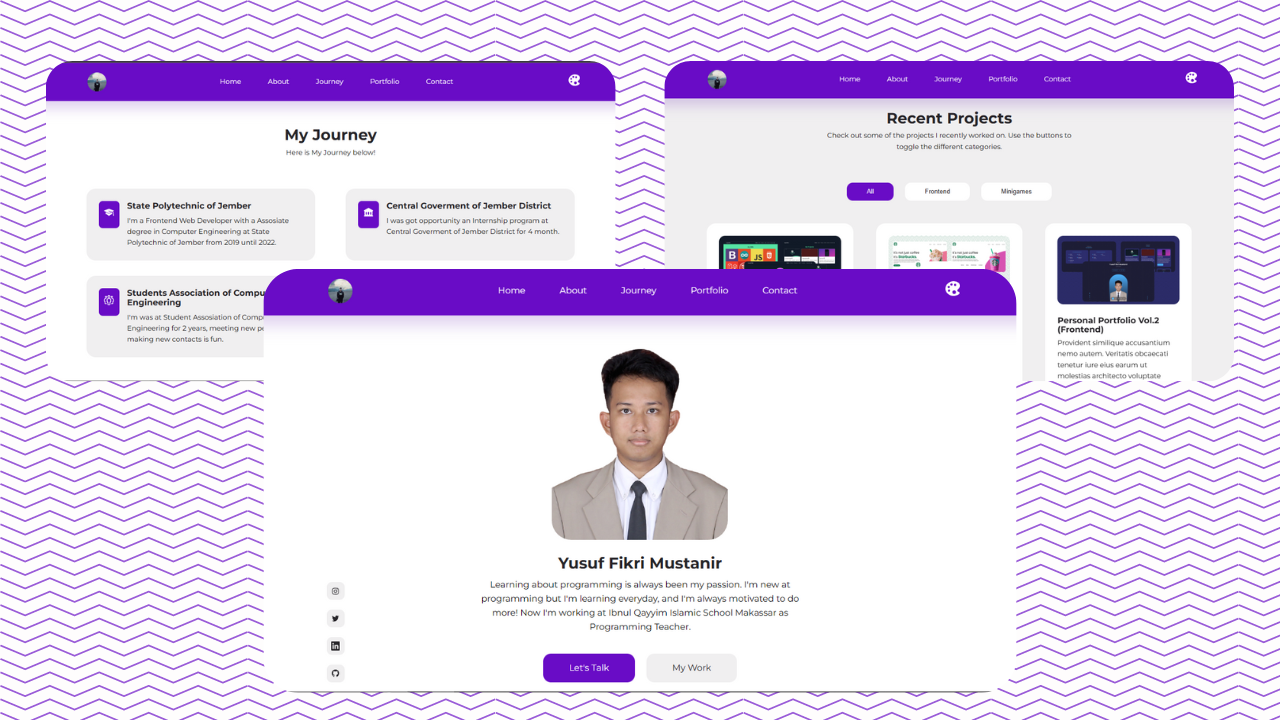 Home About Journey Portfolio Contact
My Journey
Here is My Journey below!
State Polytechnic of Jember
I'm a Frontend Web Developer with a Assosiate
degree in Computer Engineering at State
Polytechnic of Jember from 2019 until 2022.
Central Goverment of Jember District
I was got opportunity an Internship program at
Central Goverment of Jember District for 4 month.
Students Association of Compu
Engineering
I'm was at Student Assosiation of Comp
Engineering for 2 years, meeting new pe
making new contacts is fun.
Home About Journey Portfolio Contact
Recent Projects
Check out some of the projects I recently worked on. Use the buttons to
toggle the different categories.
All Frontend Minigames
Personal Portfolio Vol.2
(Frontend)
Provident similique accusantium
nemo autem. Veritatis obcaecati
tenetur iure eius earum ut
molestias architecto voluptate
Home About Journey Portfolio Contact
Yusuf Fikri Mustanir
Learning about programming is always been my passion. I'm new at
programming but I'm learning everyday, and I'm always motivated to do
more! Now I'm working at Ibnul Qayyim Islamic School Makassar as
Programming Teacher.
Let's Talk My Work